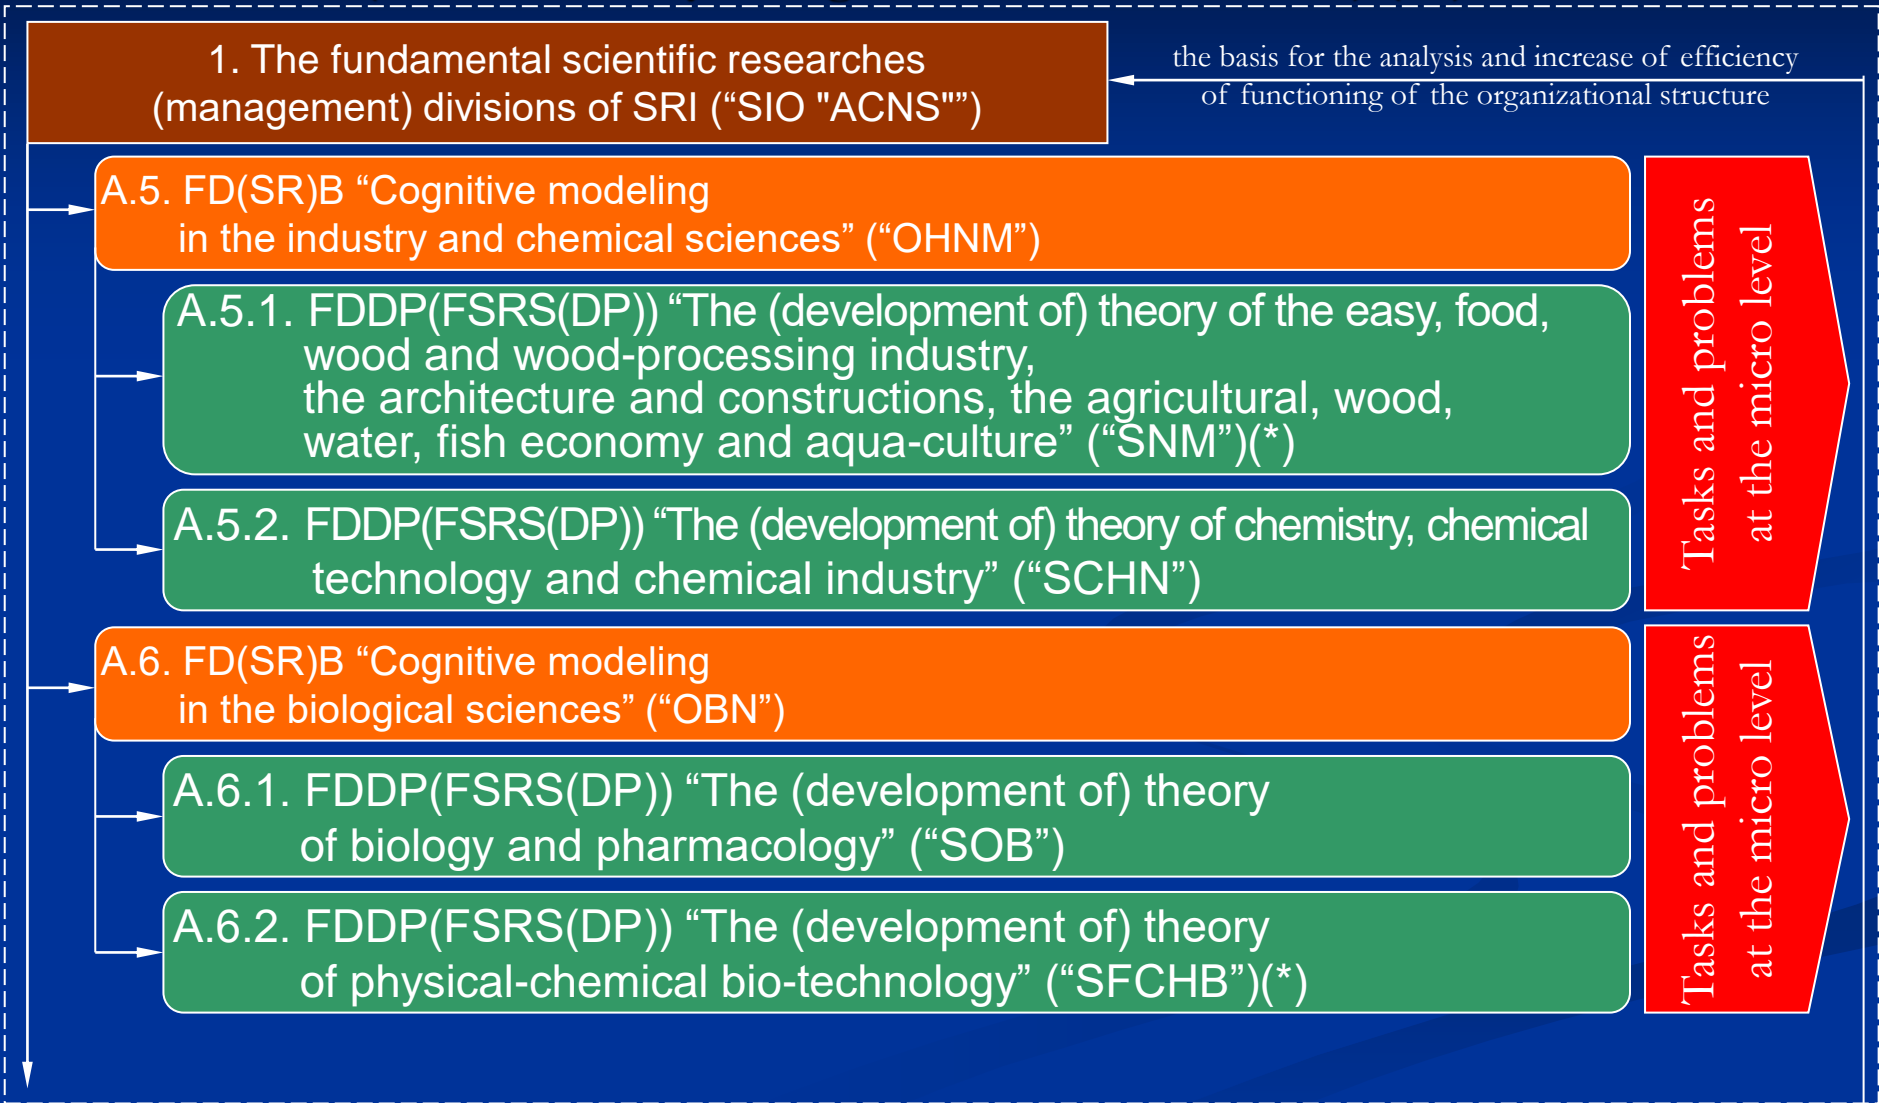 1. The fundamental scientific researches
(management) divisions of SRI (“SIO "ACNS"”)
the basis for the analysis and increase of efficiency
of functioning of the organizational structure
A.5. FD(SR)B “Cognitive modeling
in the industry and chemical sciences” (“OHNM”)
A.5.1. FDDP(FSRS(DP)) “The (development of) theory of the easy, food,
wood and wood-processing industry,
the architecture and constructions, the agricultural, wood,
water, fish economy and aqua-culture” (“SNM”)(*)
A.5.2. FDDP(FSRS(DP)) “The (development of) theory of chemistry, chemical
technology and chemical industry” (“SCHN”)
Tasks and problems
at the micro level
A.6. FD(SR)B “Cognitive modeling
in the biological sciences” (“OBN”)
A.6.1. FDDP(FSRS(DP)) “The (development of) theory
of biology and pharmacology” (“SOB”)
A.6.2. FDDP(FSRS(DP)) “The (development of) theory
of physical-chemical bio-technology” (“SFCHB”)(*)
Tasks and problems
at the micro level